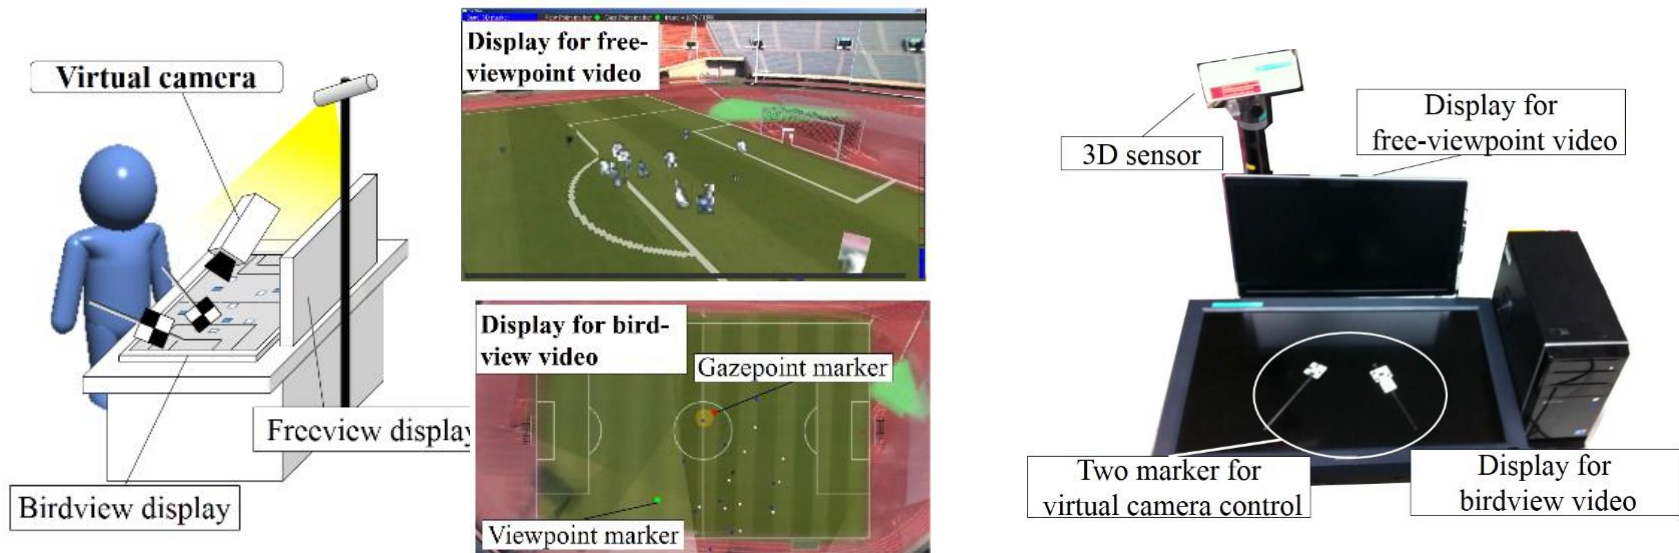 Virtual camera
Freeview display
Birdview display
Display for free-
viewpoint video
Display for bird-
view video
Gazepoint marker
Viewpoint marker
3D sensor
Display for
free-viewpoint video
Two marker for
virtual camera control
Display for
birdview video